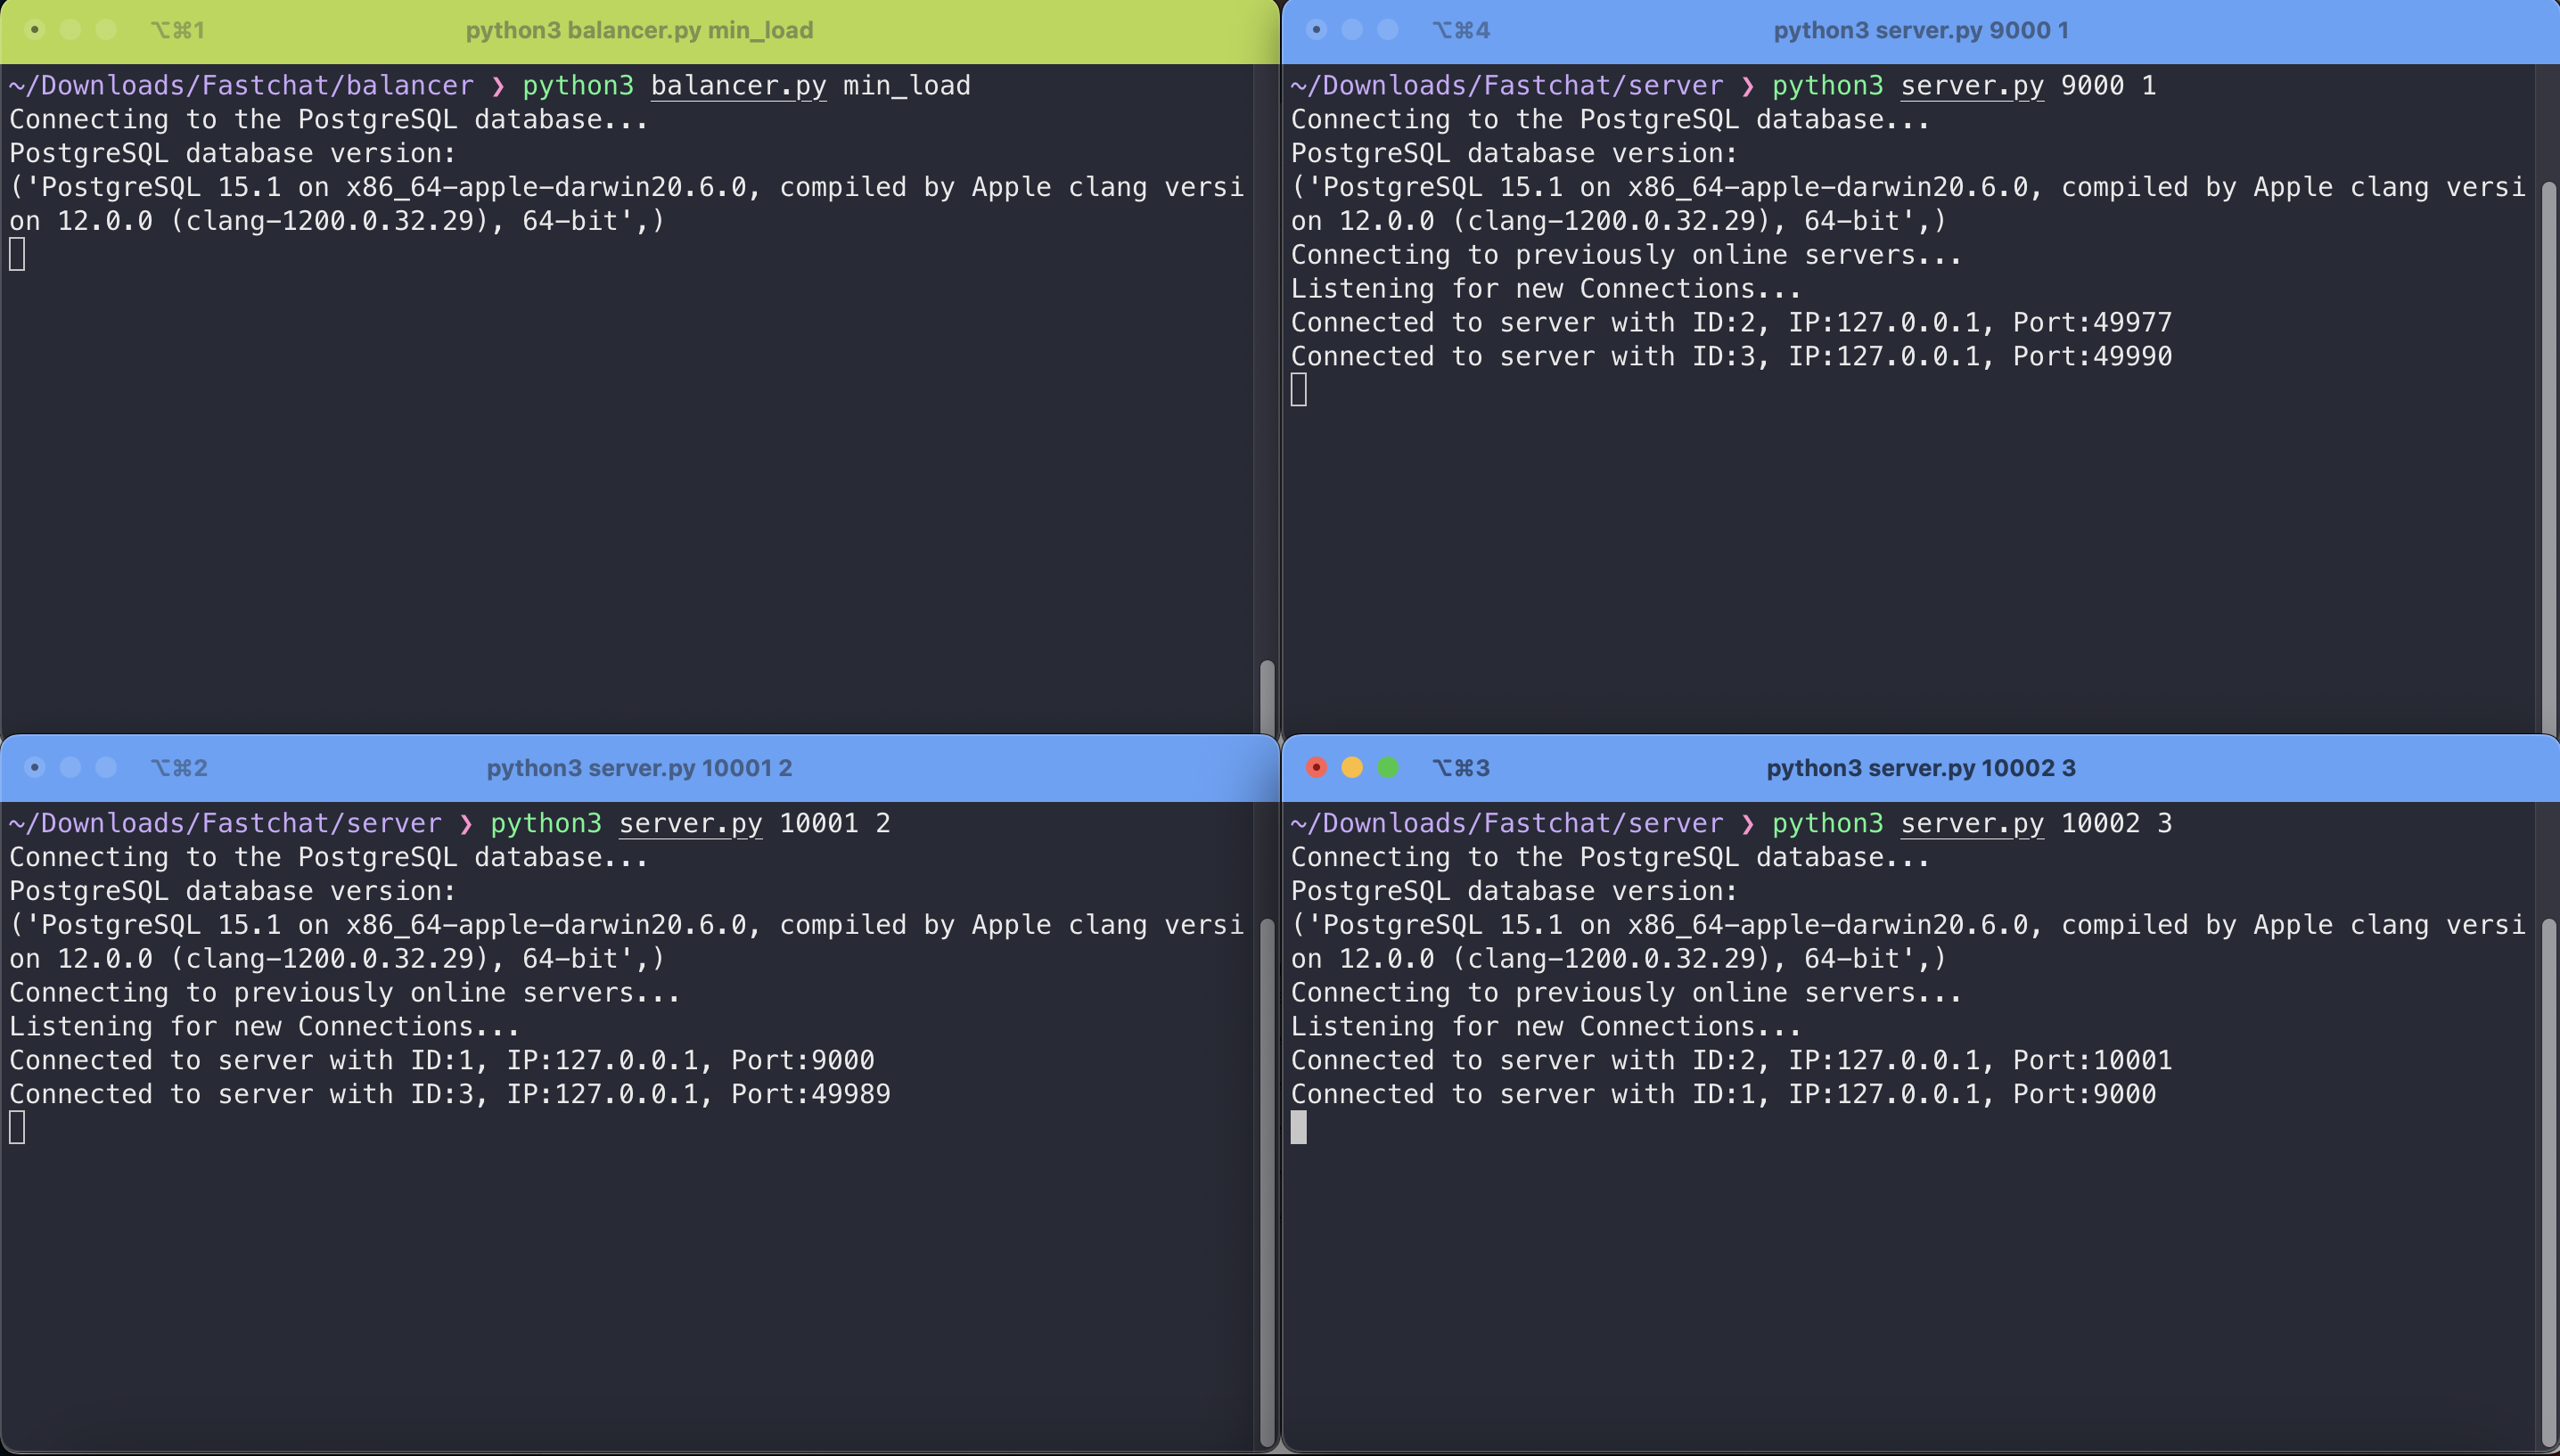 ⌥⌘1 python3 balancer.py min_load
~/Downloads/Fastchat/balancer ❯ python3 balancer.py min_load
Connecting to the PostgreSQL database...
PostgreSQL database version:
('PostgreSQL 15.1 on x86_64-apple-darwin20.6.0, compiled by Apple clang versi
on 12.0.0 (clang-1200.0.32.29), 64-bit',)
⌥⌘4 python3 server.py 9000 1
~/Downloads/Fastchat/server ❯ python3 server.py 9000 1
Connecting to the PostgreSQL database...
PostgreSQL database version:
('PostgreSQL 15.1 on x86_64-apple-darwin20.6.0, compiled by Apple clang versi
on 12.0.0 (clang-1200.0.32.29), 64-bit',)
Connecting to previously online servers...
Listening for new Connections...
Connected to server with ID:2, IP:127.0.0.1, Port:49977
Connected to server with ID:3, IP:127.0.0.1, Port:49990
⌥⌘2 python3 server.py 10001 2
~/Downloads/Fastchat/server ❯ python3 server.py 10001 2
Connecting to the PostgreSQL database...
PostgreSQL database version:
('PostgreSQL 15.1 on x86_64-apple-darwin20.6.0, compiled by Apple clang versi
on 12.0.0 (clang-1200.0.32.29), 64-bit',)
Connecting to previously online servers...
Listening for new Connections...
Connected to server with ID:1, IP:127.0.0.1, Port:9000
Connected to server with ID:3, IP:127.0.0.1, Port:49989
⌥⌘3 python3 server.py 10002 3
~/Downloads/Fastchat/server ❯ python3 server.py 10002 3
Connecting to the PostgreSQL database...
PostgreSQL database version:
('PostgreSQL 15.1 on x86_64-apple-darwin20.6.0, compiled by Apple clang versi
on 12.0.0 (clang-1200.0.32.29), 64-bit',)
Connecting to previously online servers...
Listening for new Connections...
Connected to server with ID:2, IP:127.0.0.1, Port:10001
Connected to server with ID:1, IP:127.0.0.1, Port:9000